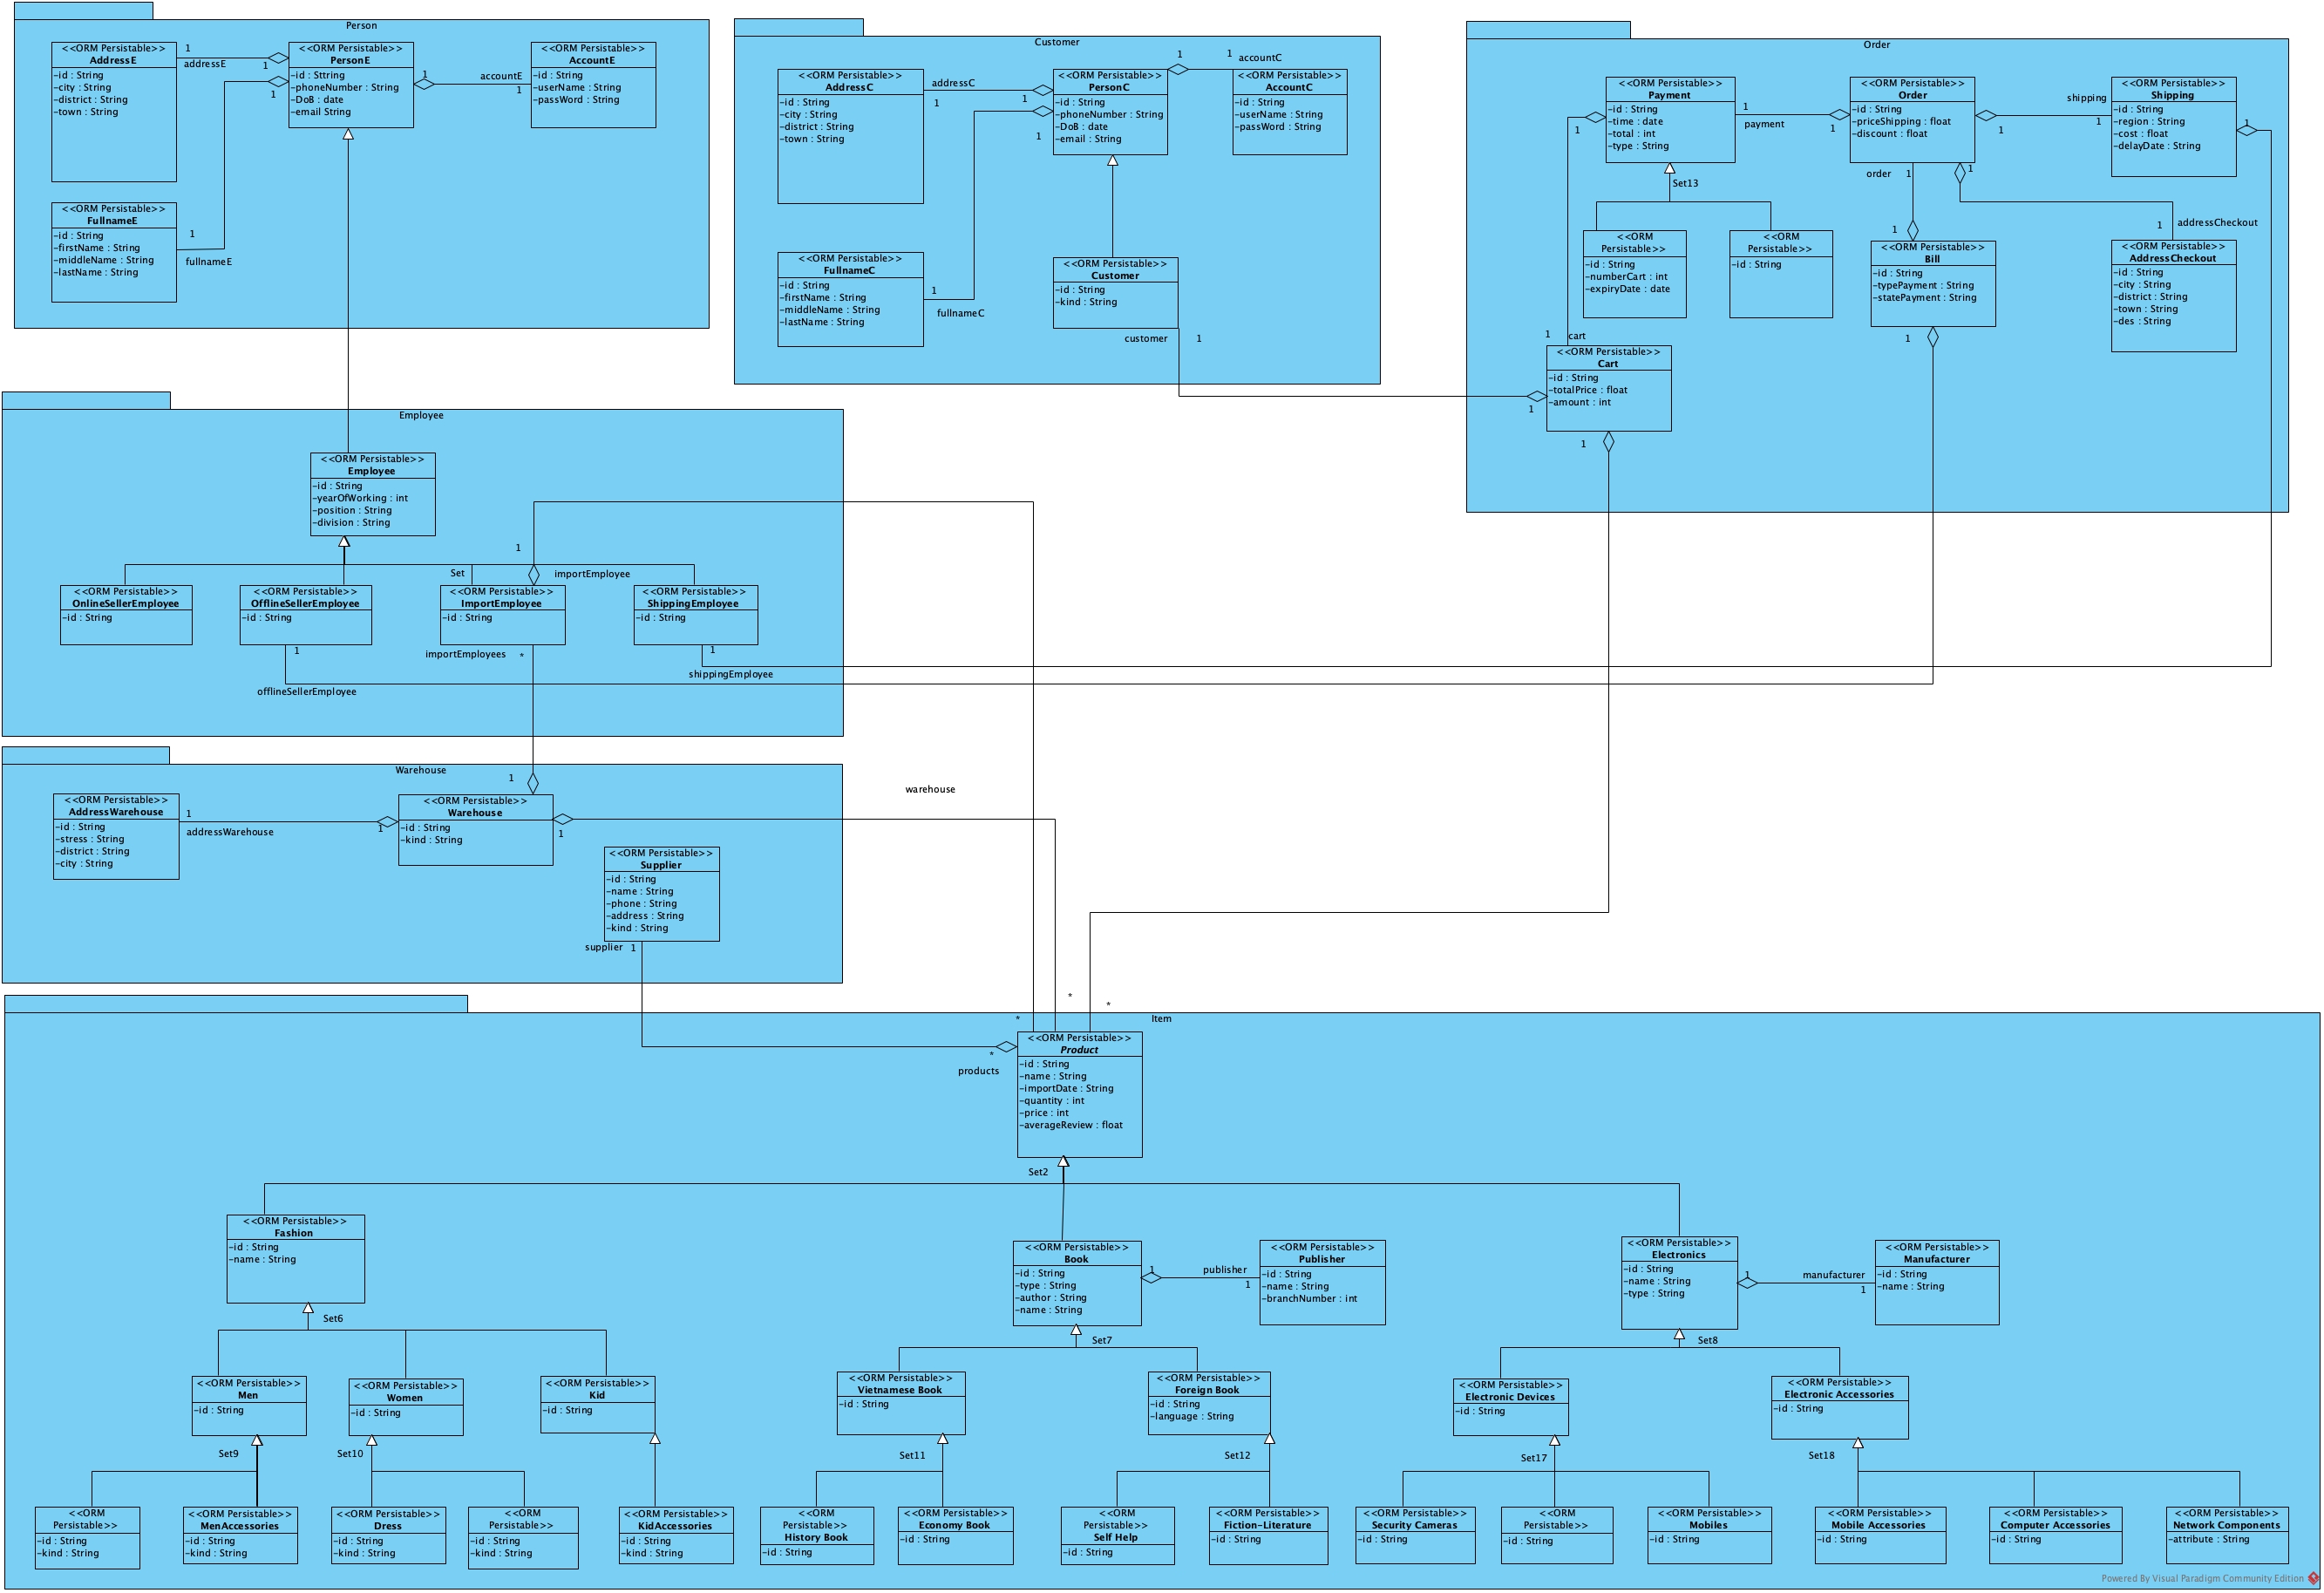 Person
<<ORM Persistable>>
AddressE
-id : String
-city : String
-district : String
-town : String
1
addressE
1
1
<<ORM Persistable>>
PersonE
-id : Sttring
-phoneNumber : String
-DoB : date
-email String
1
accountE
1
<<ORM Persistable>>
AccountE
-id : String
-userName : String
-passWord : String
<<ORM Persistable>>
FullnameE
-id : String
-firstName : String
-middleName : String
-lastName : String
1
fullnameE
Customer
<<ORM Persistable>>
AddressC
-id : String
-city : String
-district : String
-town : String
addressC
1
1
1
<<ORM Persistable>>
PersonC
-id : String
-phoneNumber : String
-DoB : date
-email : String
1
1
accountC
<<ORM Persistable>>
AccountC
-id : String
-userName : String
-passWord : String
<<ORM Persistable>>
FullnameC
-id : String
-firstName : String
-middleName : String
-lastName : String
1
fullnameC
<<ORM Persistable>>
Customer
-id : String
-kind : String
customer
1
Order
<<ORM Persistable>>
Payment
-id : String
-time : date
-total : int
-type : String
1
1
payment
1
<<ORM Persistable>>
Order
-id : String
-priceShipping : float
-discount : float
shipping
1
1
<<ORM Persistable>>
Shipping
-id : String
-region : String
-cost : float
-delayDate : String
1
Set13
order
1
1
<<ORM
Persistable>>
-id : String
-numberCart : int
-expiryDate : date
<<ORM
Persistable>>
-id : String
1
<<ORM Persistable>>
Bill
-id : String
-typePayment : String
-statePayment : String
1
1
addressCheckout
<<ORM Persistable>>
AddressCheckout
-id : String
-city : String
-district : String
-town : String
-des : String
1
cart
<<ORM Persistable>>
Cart
-id : String
-totalPrice : float
-amount : int
1
1
Employee
<<ORM Persistable>>
Employee
-id : String
-yearOfWorking : int
-position : String
-division : String
1
Set
importEmployee
<<ORM Persistable>>
OnlineSellerEmployee
-id : String
<<ORM Persistable>>
OfflineSellerEmployee
-id : String
<<ORM Persistable>>
ImportEmployee
-id : String
<<ORM Persistable>>
ShippingEmployee
-id : String
1
importEmployees
*
1
shippingEmployee
offlineSellerEmployee
Warehouse
<<ORM Persistable>>
AddressWarehouse
-id : String
-stress : String
-district : String
-city : String
1
addressWarehouse
1
1
<<ORM Persistable>>
Warehouse
-id : String
-kind : String
1
warehouse
<<ORM Persistable>>
Supplier
-id : String
-name : String
-phone : String
-address : String
-kind : String
supplier
1
*
*
*
Item
<<ORM Persistable>>
Product
-id : String
-name : String
-importDate : String
-quantity : int
-price : int
-averageReview : float
*
products
Set2
<<ORM Persistable>>
Fashion
-id : String
-name : String
<<ORM Persistable>>
Book
-id : String
-type : String
-author : String
-name : String
1
publisher
1
<<ORM Persistable>>
Publisher
-id : String
-name : String
-branchNumber : int
<<ORM Persistable>>
Electronics
-id : String
-name : String
-type : String
1
manufacturer
1
<<ORM Persistable>>
Manufacturer
-id : String
-name : String
Set6
Set7
Set8
<<ORM Persistable>>
Men
-id : String
<<ORM Persistable>>
Women
-id : String
<<ORM Persistable>>
Kid
-id : String
<<ORM Persistable>>
Vietnamese Book
-id : String
<<ORM Persistable>>
Foreign Book
-id : String
-language : String
<<ORM Persistable>>
Electronic Devices
-id : String
<<ORM Persistable>>
Electronic Accessories
-id : String
Set9
Set10
Set11
Set12
Set17
Set18
<<ORM
Persistable>>
-id : String
-kind : String
<<ORM Persistable>>
MenAccessories
-id : String
-kind : String
<<ORM Persistable>>
Dress
-id : String
-kind : String
<<ORM
Persistable>>
-id : String
-kind : String
<<ORM Persistable>>
KidAccessories
-id : String
-kind : String
<<ORM
Persistable>>
History Book
-id : String
<<ORM Persistable>>
Economy Book
-id : String
<<ORM
Persistable>>
Self Help
-id : String
<<ORM Persistable>>
Fiction-Literature
-id : String
<<ORM Persistable>>
Security Cameras
-id : String
<<ORM
Persistable>>
-id : String
<<ORM Persistable>>
Mobiles
-id : String
<<ORM Persistable>>
Mobile Accessories
-id : String
<<ORM Persistable>>
Computer Accessories
-id : String
<<ORM Persistable>>
Network Components
-attribute : String
Powered By Visual Paradigm Community Edition